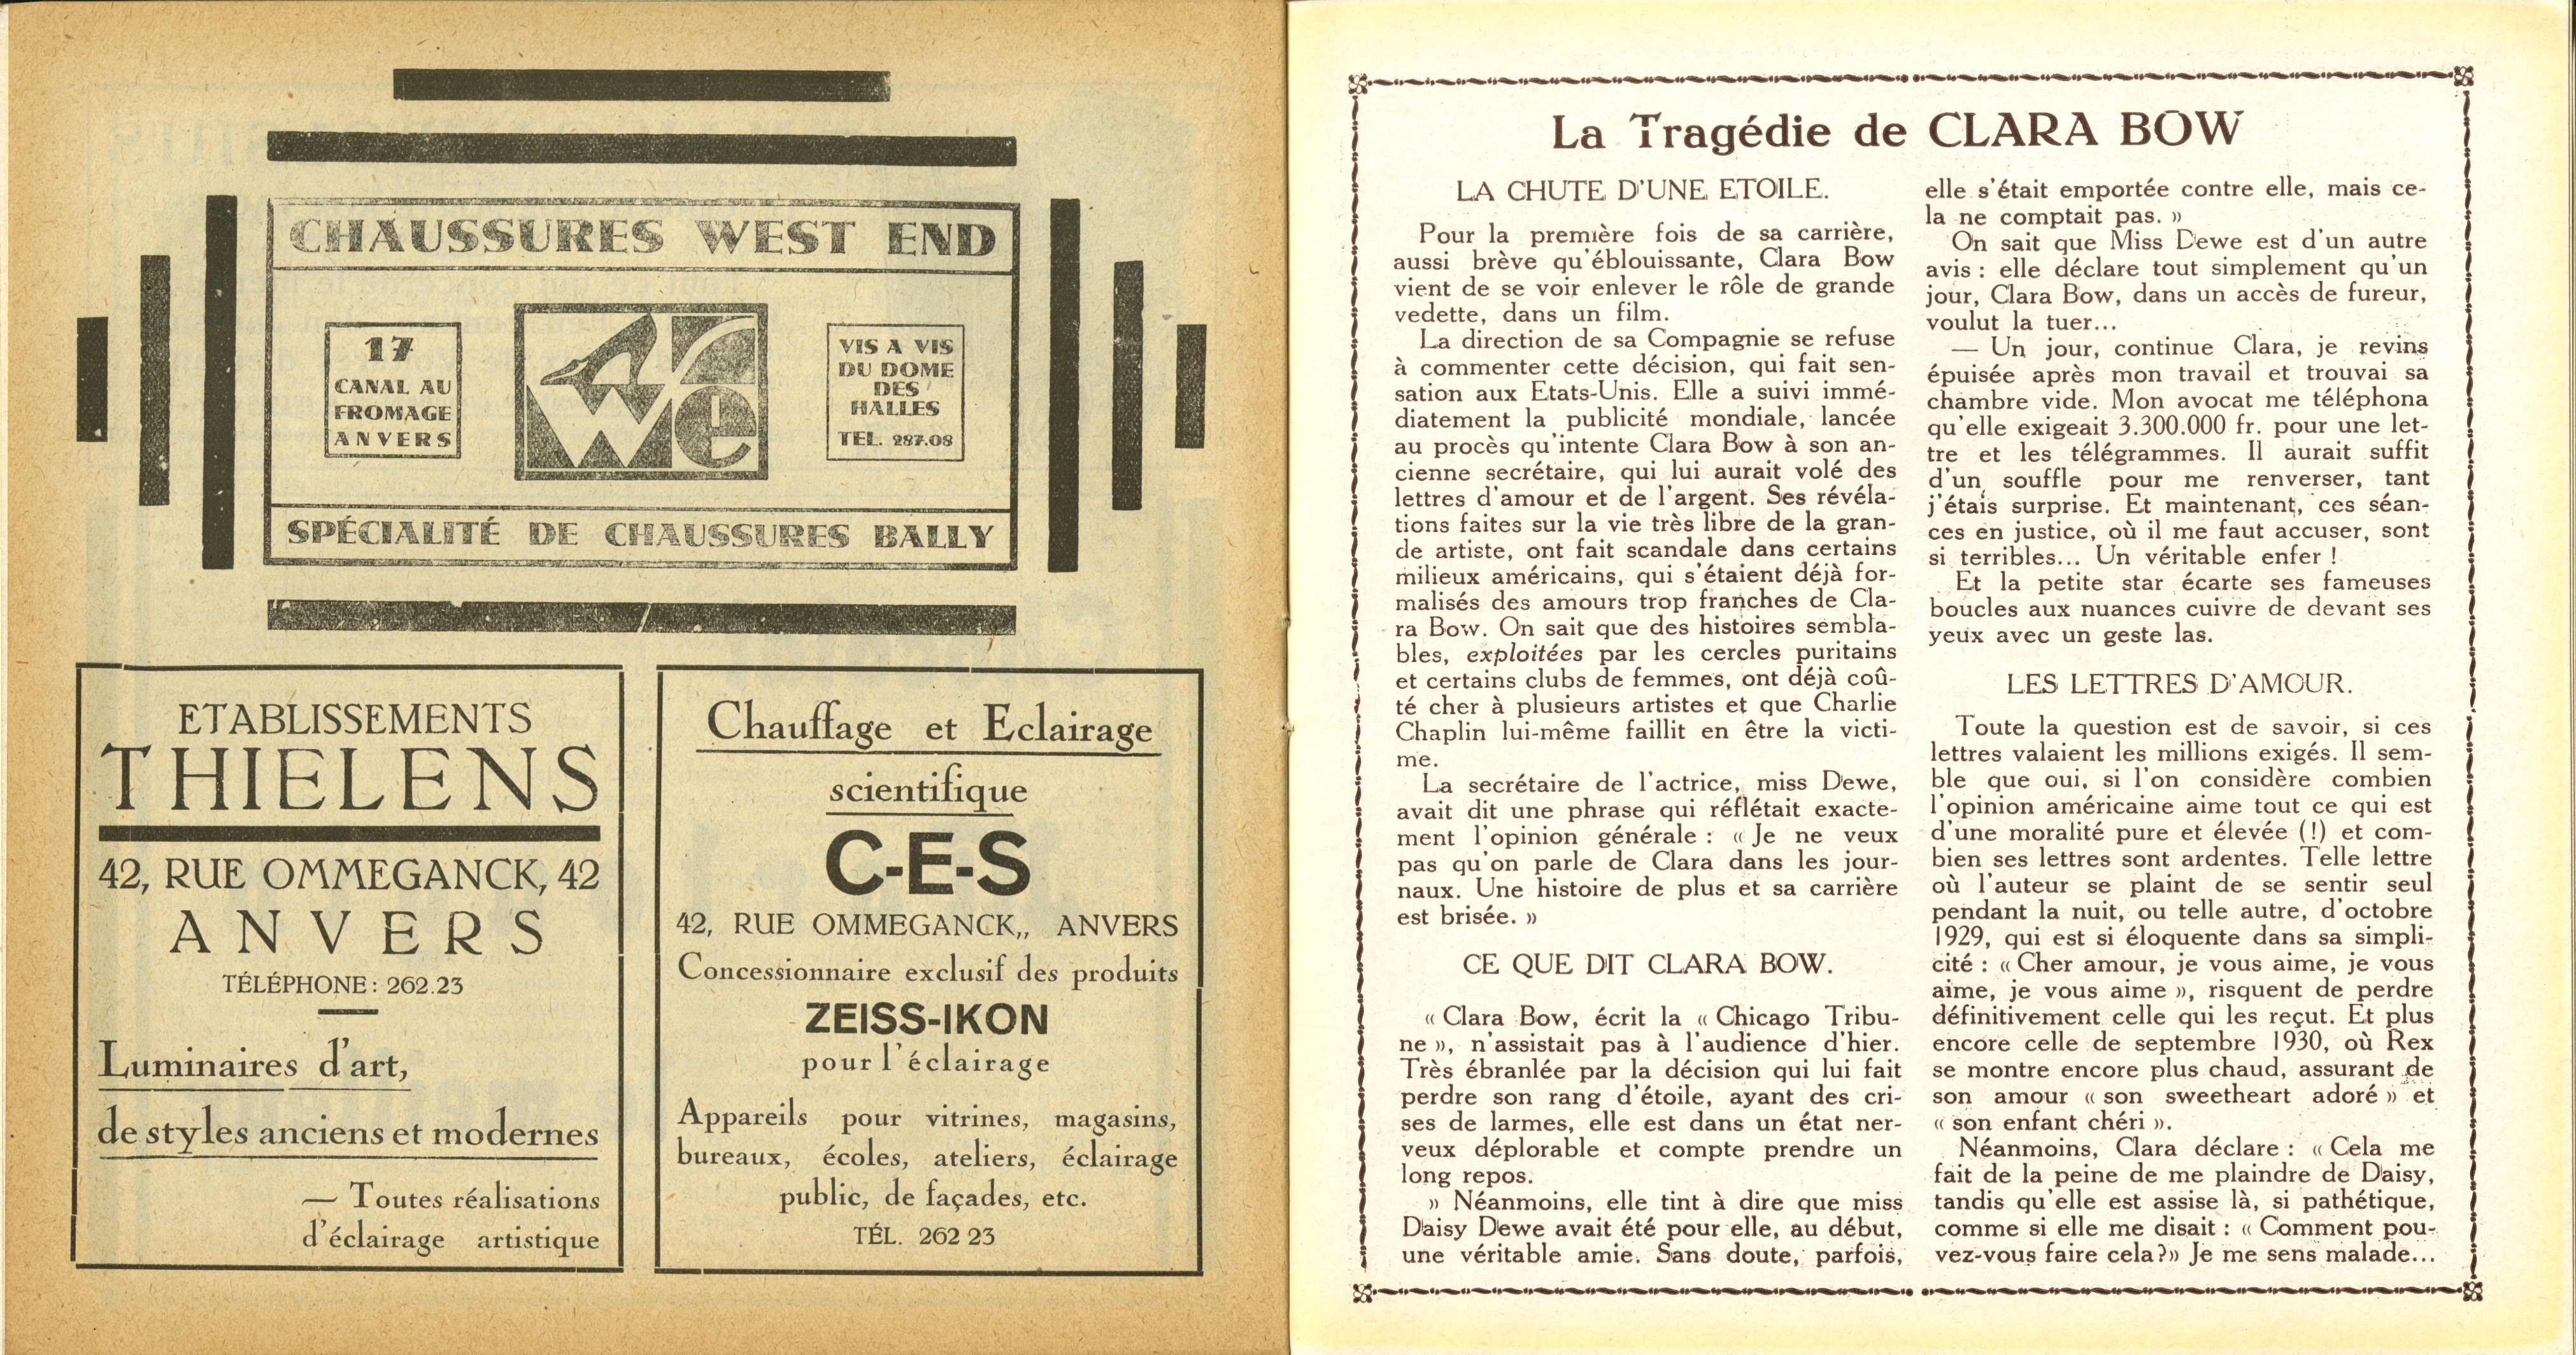 CHAUSSURES WEST END
17
CANAL AU
FROMAGE
ANVERS
We
VIS A VIS
DU DOME
DES
HALLES
TEL. 287.08
SPÉCIALITÉ DE CHAUSSURES BALLY
ETABLISSEMENTS
THIELENS
42, RUE OMMEGANCK, 42
ANVERS
TÉLÉPHONE : 262.23
Luminaires d'art,
de styles anciens et modernes
— Toutes réalisations
d'éclairage artistique
Chauffage et Eclairage
scientifique
C-E-S
42, RUE OMMEGANCK,, ANVERS
Concessionnaire exclusif des produits
ZEISS-IKON
pour l'éclairage
Appareils pour vitrines, magasins,
bureaux, écoles, ateliers, éclairage
public, de façades, etc.
TÉL. 262 23
La Tragédie de CLARA BOW
LA CHUTE D'UNE ETOILE.
Pour la première fois de sa carrière,
aussi brève qu'éblouissante, Clara Bow
vient de se voir enlever le rôle de grande
vedette, dans un film.
La direction de sa Compagnie se refuse
à commenter cette décision, qui fait sen-
sation aux Etats-Unis. Elle a suivi immé-
diatement la publicité mondiale, lancée
au procès qu'intente Clara Bow à son an-
cienne secrétaire, qui lui aurait volé des
lettres d'amour et de l'argent. Ses révéla-
tions faites sur la vie très libre de la gran-
de artiste, ont fait scandale dans certains
milieux américains, qui s'étaient déjà for-
malisés des amours trop franches de Cla-
ra Bow. On sait que des histoires sembla-
bles, exploitées par les cercles puritains
et certains clubs de femmes, ont déjà coû-
té cher à plusieurs artistes et que Charlie
Chaplin lui-même faillit en être la victi-
me.
La secrétaire de l'actrice, miss Dewe,
avait dit une phrase qui réflétait exacte-
ment l'opinion générale : « Je ne veux
pas qu'on parle de Clara dans les jour-
naux. Une histoire de plus et sa carrière
est brisée. »
CE QUE DIT CLARA BOW.
« Clara Bow, écrit la « Chicago Tribu-
ne », n'assistait pas à l'audience d'hier.
Très ébranlée par la décision qui lui fait
perdre son rang d'étoile, ayant des cri-
ses de larmes, elle est dans un état ner-
veux déplorable et compte prendre un
long repos.
» Néanmoins, elle tint à dire que miss
Daisy Dewe avait été pour elle, au début,
une véritable amie. Sans doute, parfois,
elle s'était emportée contre elle, mais ce-
la ne comptait pas. »
On sait que Miss Dewe est d'un autre
avis : elle déclare tout simplement qu'un
jour, Clara Bow, dans un accès de fureur,
voulut la tuer...
— Un jour, continue Clara, je revins
épuisée après mon travail et trouvai sa
chambre vide. Mon avocat me téléphona
qu'elle exigeait 3.300.000 fr. pour une let-
tre et les télégrammes. Il aurait suffit
d'un souffle pour me renverser, tant
j'étais surprise. Et maintenant, ces séan-
ces en justice, où il me faut accuser, sont
si terribles... Un véritable enfer !
Et la petite star écarte ses fameuses
boucles aux nuances cuivre de devant ses
yeux avec un geste las.
LES LETTRES D'AMOUR.
Toute la question est de savoir, si ces
lettres valaient les millions exigés. Il sem-
ble que oui, si l'on considère combien
l'opinion américaine aime tout ce qui est
d'une moralité pure et élevée (!) et com-
bien ses lettres sont ardentes. Telle lettre
où l'auteur se plaint de se sentir seul
pendant la nuit, ou telle autre, d'octobre
1929, qui est si éloquente dans sa simpli-
cité : « Cher amour, je vous aime, je vous
aime, je vous aime », risquent de perdre
définitivement celle qui les reçut. Et plus
encore celle de septembre 1930, où Rex
se montre encore plus chaud, assurant de
son amour « son sweetheart adoré » et
« son enfant chéri ».
Néanmoins, Clara déclare : « Cela me
fait de la peine de me plaindre de Daisy,
tandis qu'elle est assise là, si pathétique,
comme si elle me disait : « Comment pou-
vez-vous faire cela?» Je me sens malade...